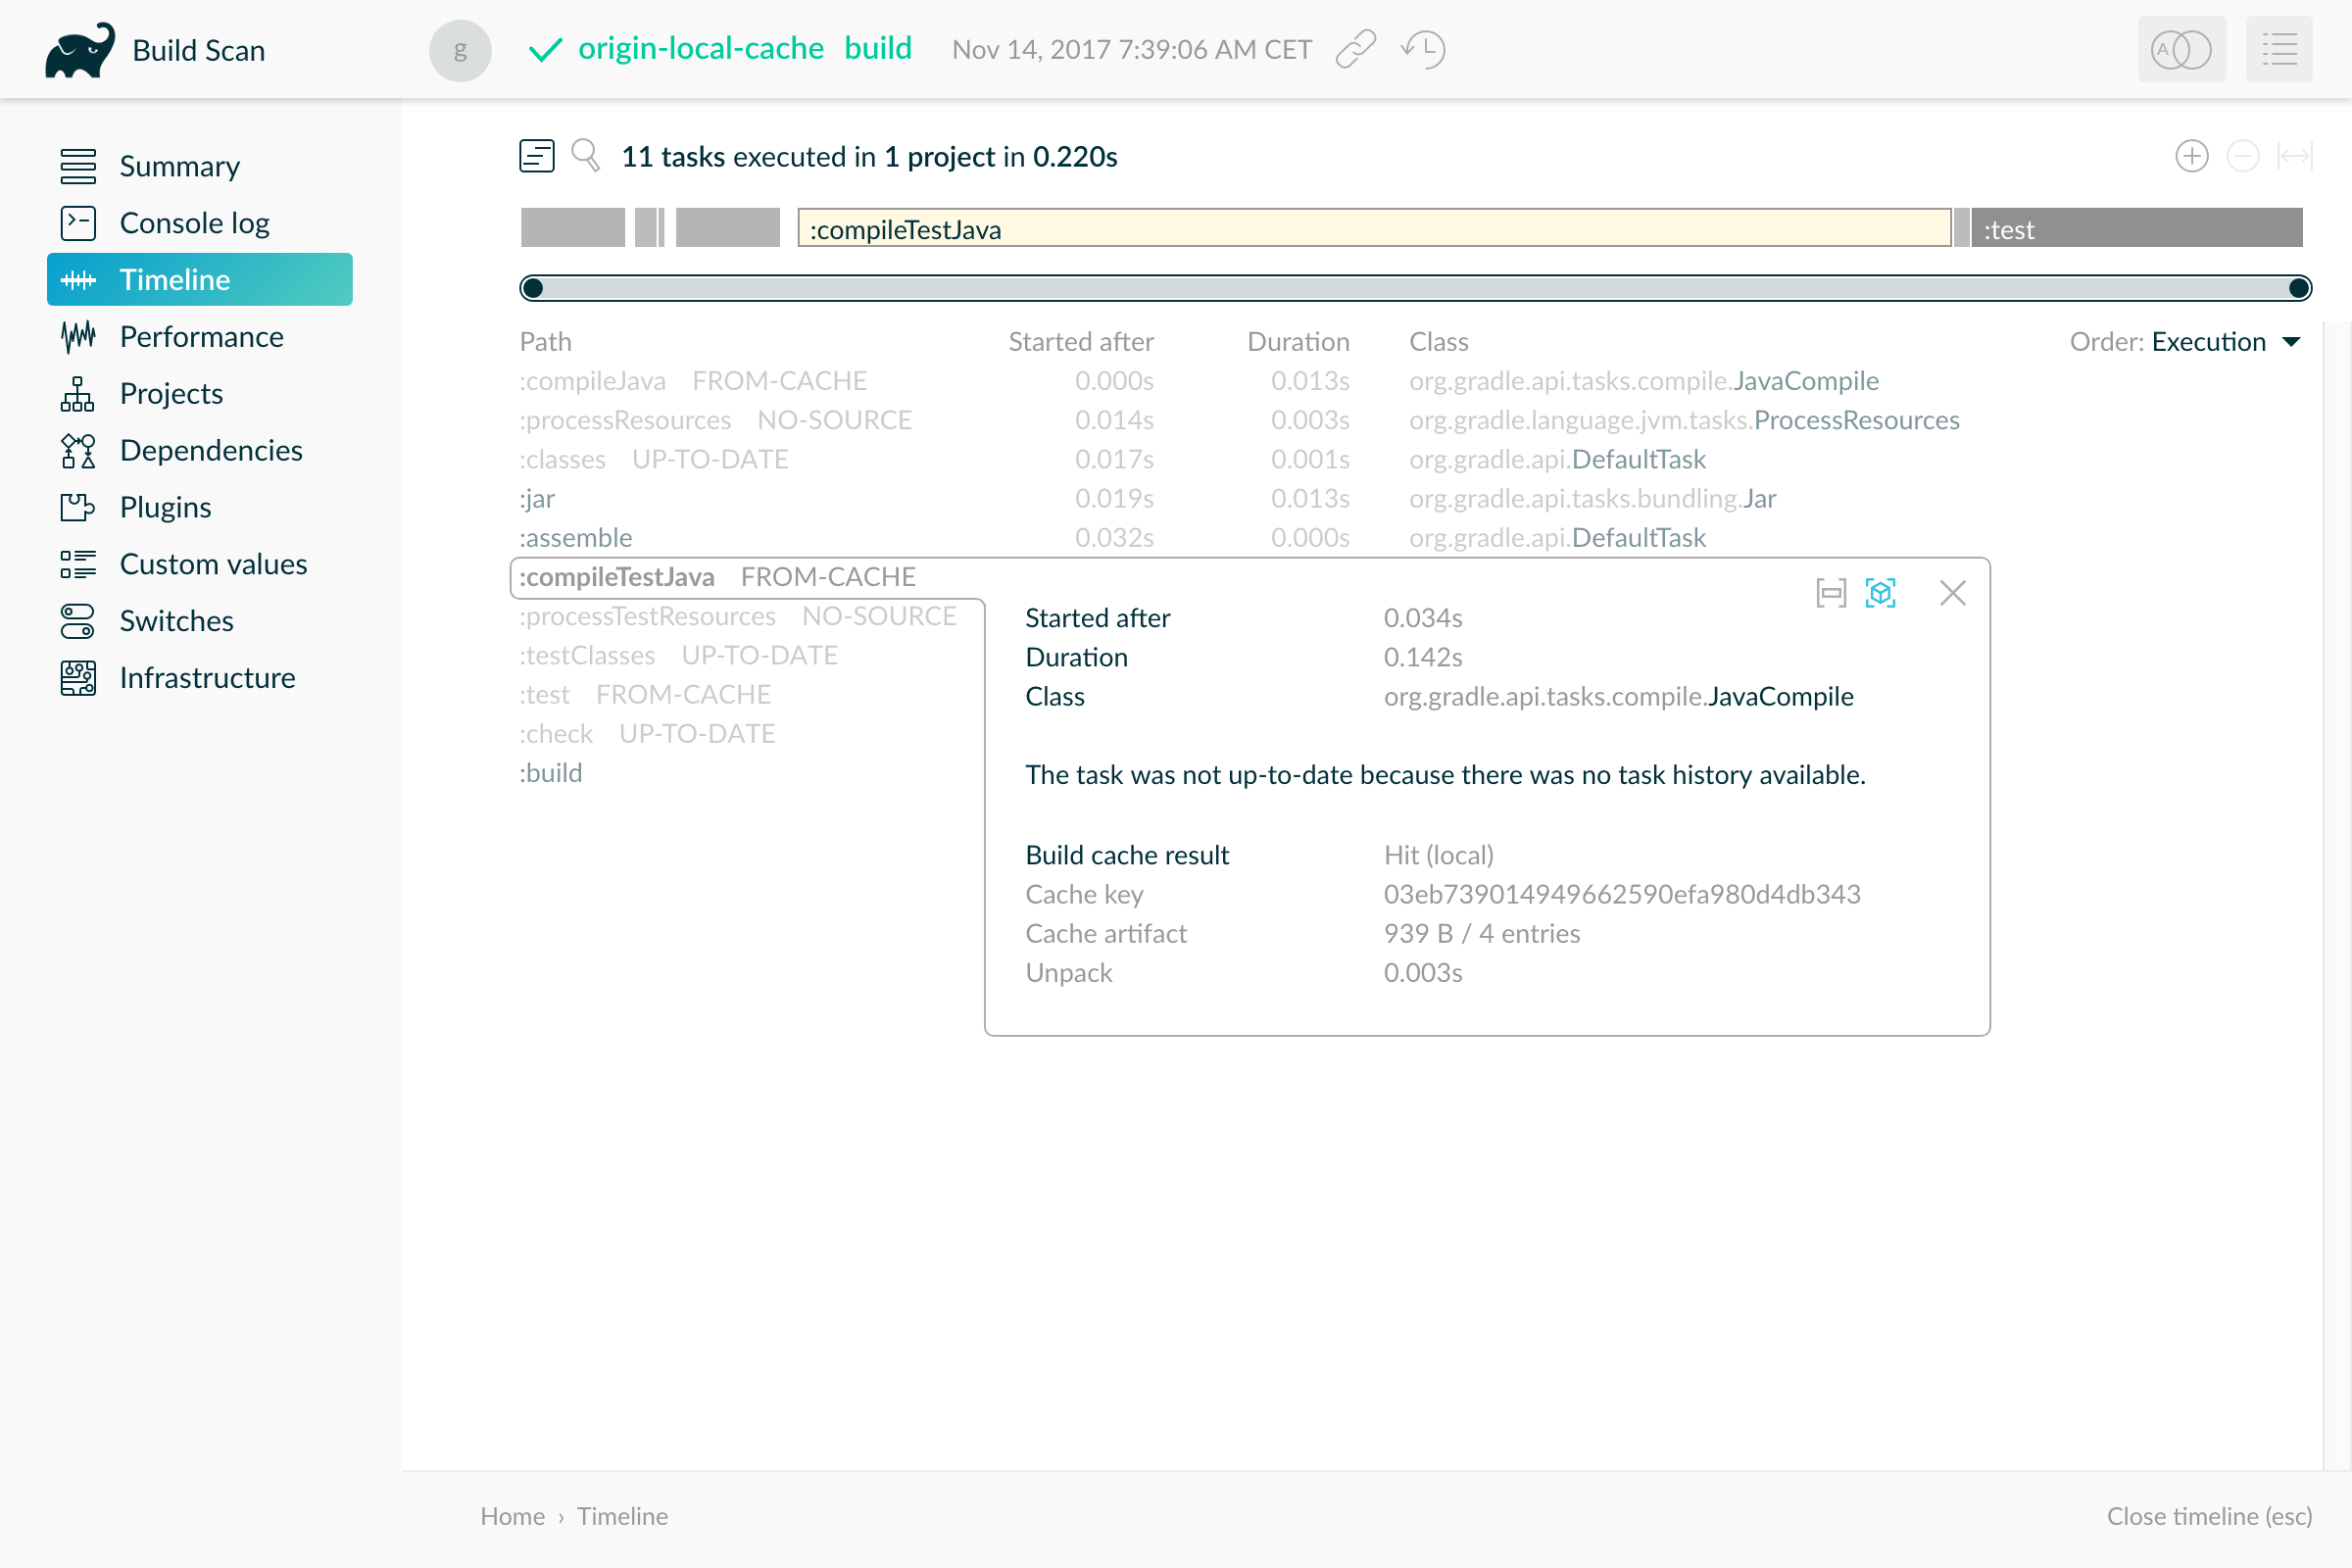 Build Scan
g origin-local-cache build Nov 14, 2017 7:39:06 AM CET A
Summary
Console log
Timeline
Performance
Projects
Dependencies
Plugins
Custom values
Switches
Infrastructure
11 tasks executed in 1 project in 0.220s
:compileTestJava :test
Path Started after Duration Class Order: Execution
:compileJava FROM-CACHE 0.000s 0.013s org.gradle.api.tasks.compile.JavaCompile
:processResources NO-SOURCE 0.014s 0.003s org.gradle.language.jvm.tasks.ProcessResources
:classes UP-TO-DATE 0.017s 0.001s org.gradle.api.DefaultTask
:jar 0.019s 0.013s org.gradle.api.tasks.bundling.Jar
:assemble 0.032s 0.000s org.gradle.api.DefaultTask
:compileTestJava FROM-CACHE
:processTestResources NO-SOURCE
:testClasses UP-TO-DATE
:test FROM-CACHE
:check UP-TO-DATE
:build
Started after 0.034s
Duration 0.142s
Class org.gradle.api.tasks.compile.JavaCompile
The task was not up-to-date because there was no task history available.
Build cache result Hit (local)
Cache key 03eb739014949662590efa980d4db343
Cache artifact 939 B / 4 entries
Unpack 0.003s
Home › Timeline
Close timeline (esc)